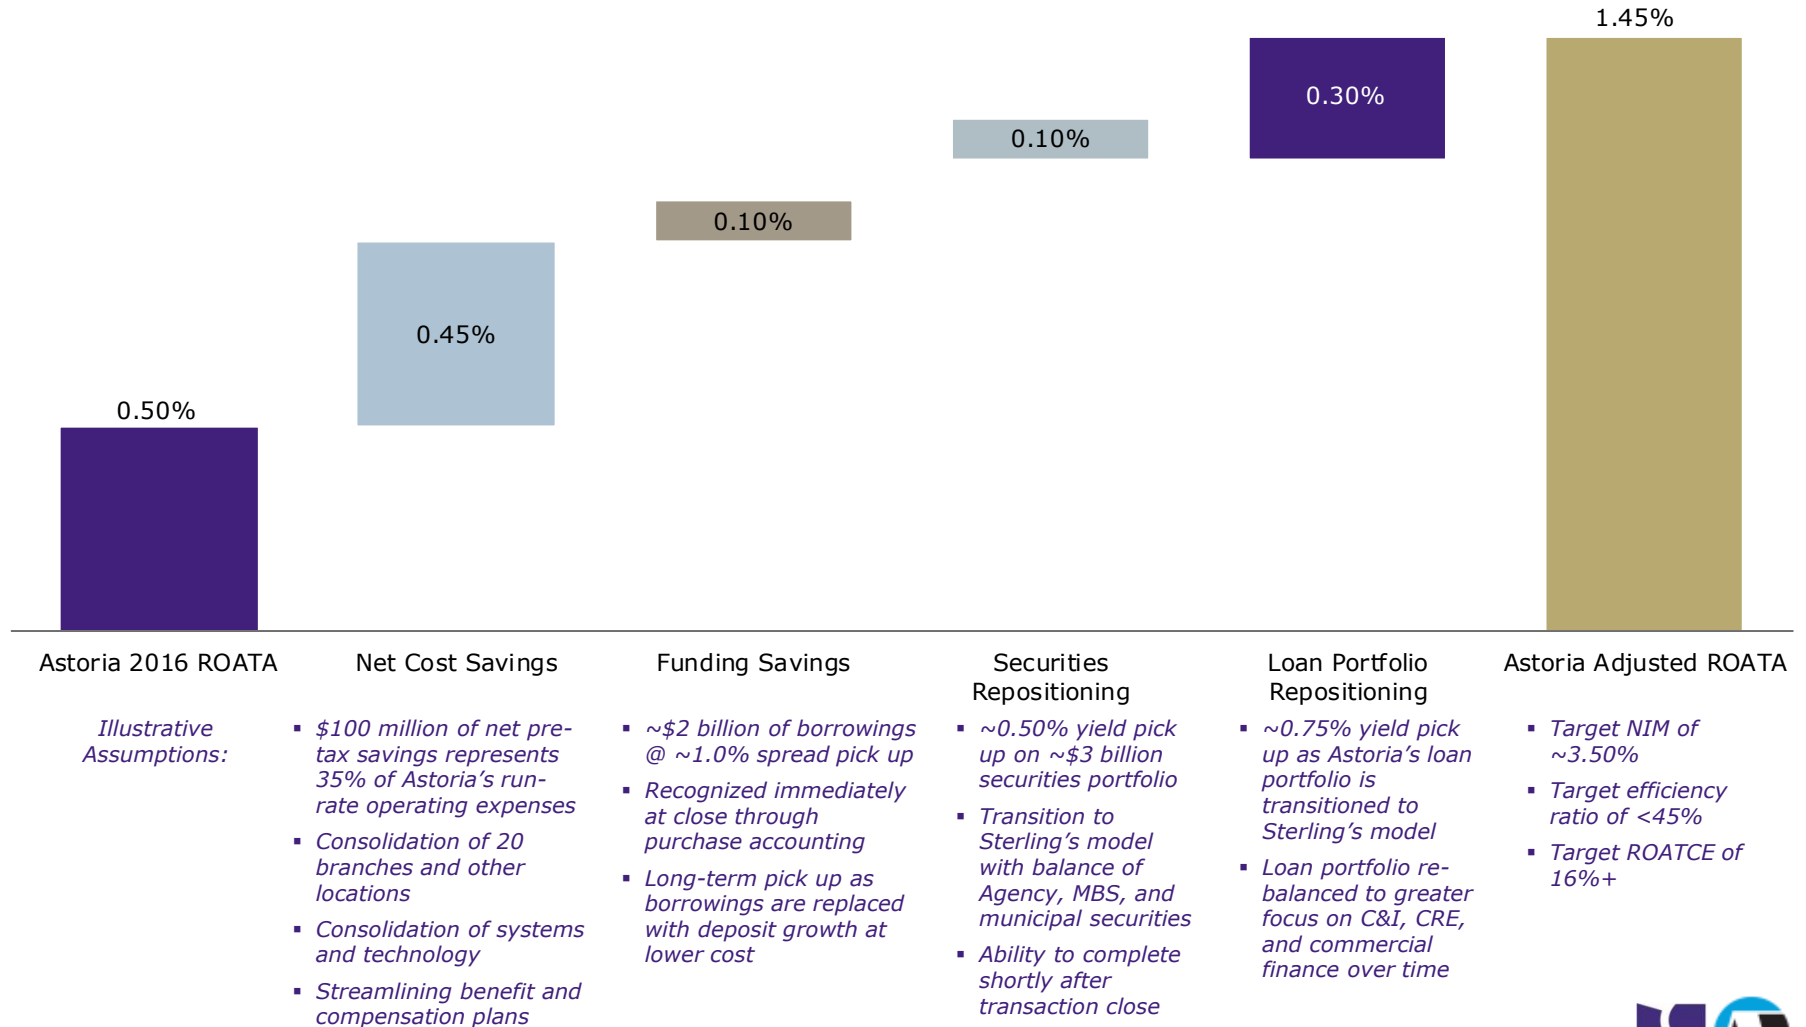 1.45%
0.30%
0.10%
0.10%
0.45%
0.50%
Astoria 2016 ROATA
Net Cost Savings
Funding Savings
Securities
Repositioning
Loan Portfolio
Repositioning
Astoria Adjusted ROATA
Illustrative
Assumptions:
▪ $100 million of net pre-
tax savings represents
35% of Astoria’s run-
rate operating expenses
▪ Consolidation of 20
branches and other
locations
▪ Consolidation of systems
and technology
▪ Streamlining benefit and
compensation plans
▪ ~$2 billion of borrowings
@ ~1.0% spread pick up
▪ Recognized immediately
at close through
purchase accounting
▪ Long-term pick up as
borrowings are replaced
with deposit growth at
lower cost
▪ ~0.50% yield pick
up on ~$3 billion
securities portfolio
▪ Transition to
Sterling’s model
with balance of
Agency, MBS, and
municipal securities
▪ Ability to complete
shortly after
transaction close
▪ ~0.75% yield pick
up as Astoria’s loan
portfolio is
transitioned to
Sterling’s model
▪ Loan portfolio re-
balanced to greater
focus on C&I, CRE,
and commercial
finance over time
▪ Target NIM of
~3.50%
▪ Target efficiency
ratio of <45%
▪ Target ROATCE of
16%+